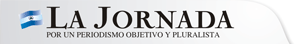 LA JORNADA
POR UN PERIODISMO OBJETIVO Y PLURALISTA